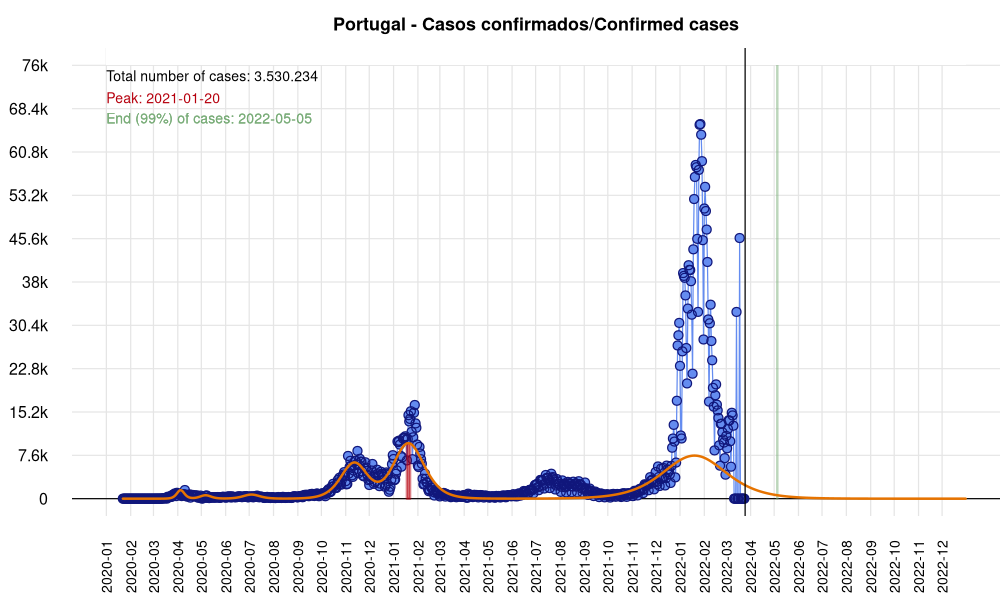 Portugal - Casos confirmados/Confirmed cases
76k
68.4k
60.8k
53.2k
45.6k
38k
30.4k
22.8k
15.2k
7.6k
0
Total number of cases: 3.530.234
Peak: 2021-01-20
End (99%) of cases: 2022-05-05
2020-01
2020-02
2020-03
2020-04
2020-05
2020-06
2020-07
2020-08
2020-09
2020-10
2020-11
2020-12
2021-01
2021-02
2021-03
2021-04
2021-05
2021-06
2021-07
2021-08
2021-09
2021-10
2021-11
2021-12
2022-01
2022-02
2022-03
2022-04
2022-05
2022-06
2022-07
2022-08
2022-09
2022-10
2022-11
2022-12